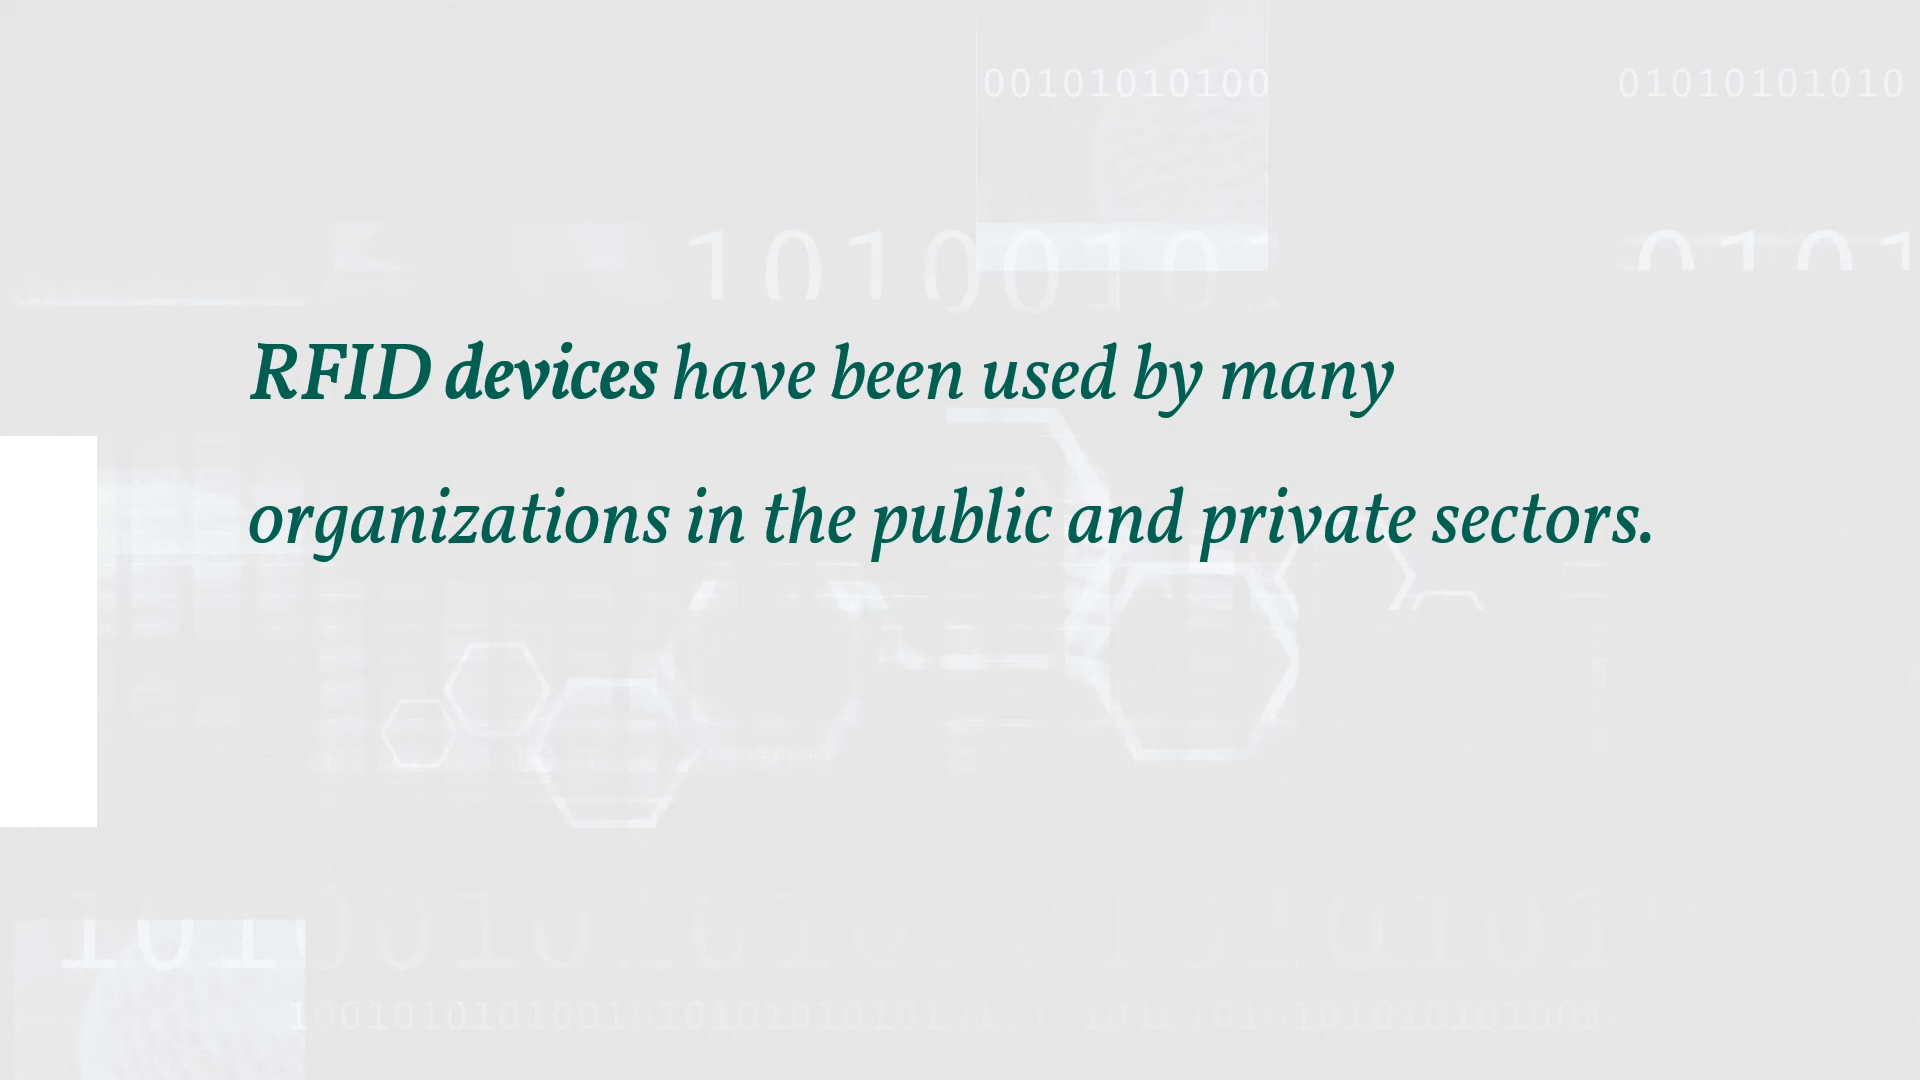 00101010100
01010101010
RFID devices have been used by many
organizations in the public and private sectors.